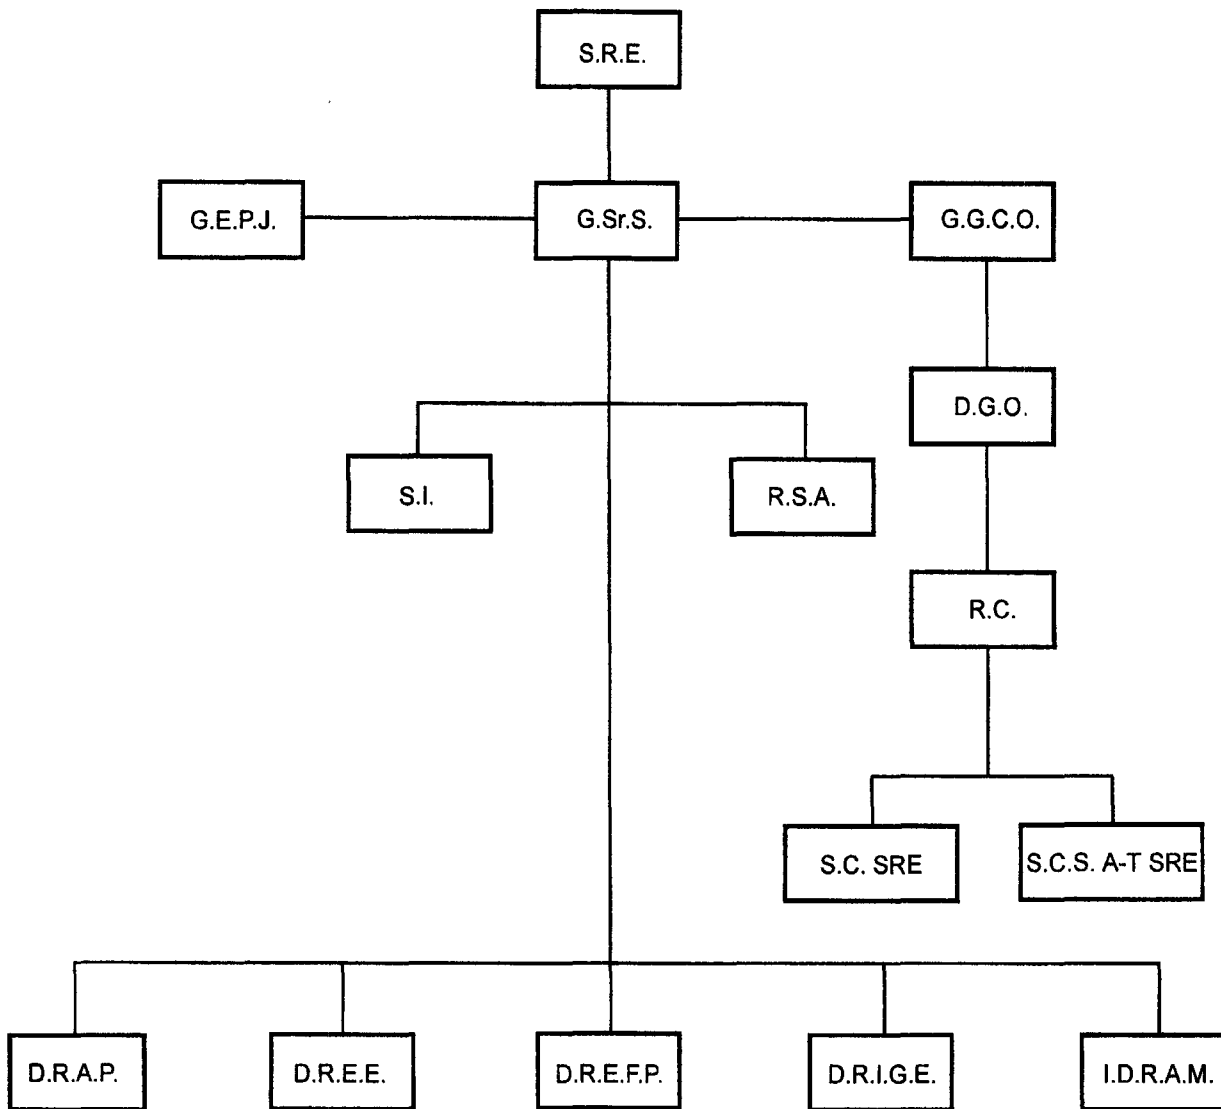 S.R.E.
G.E.P.J.
G.Sr.S.
G.G.C.O.
D.G.O.
S.I.
R.S.A.
R.C.
S.C. SRE
S.C.S. A-T SRE
D.R.A.P.
D.R.E.E.
D.R.E.F.P.
D.R.I.G.E.
I.D.R.A.M.